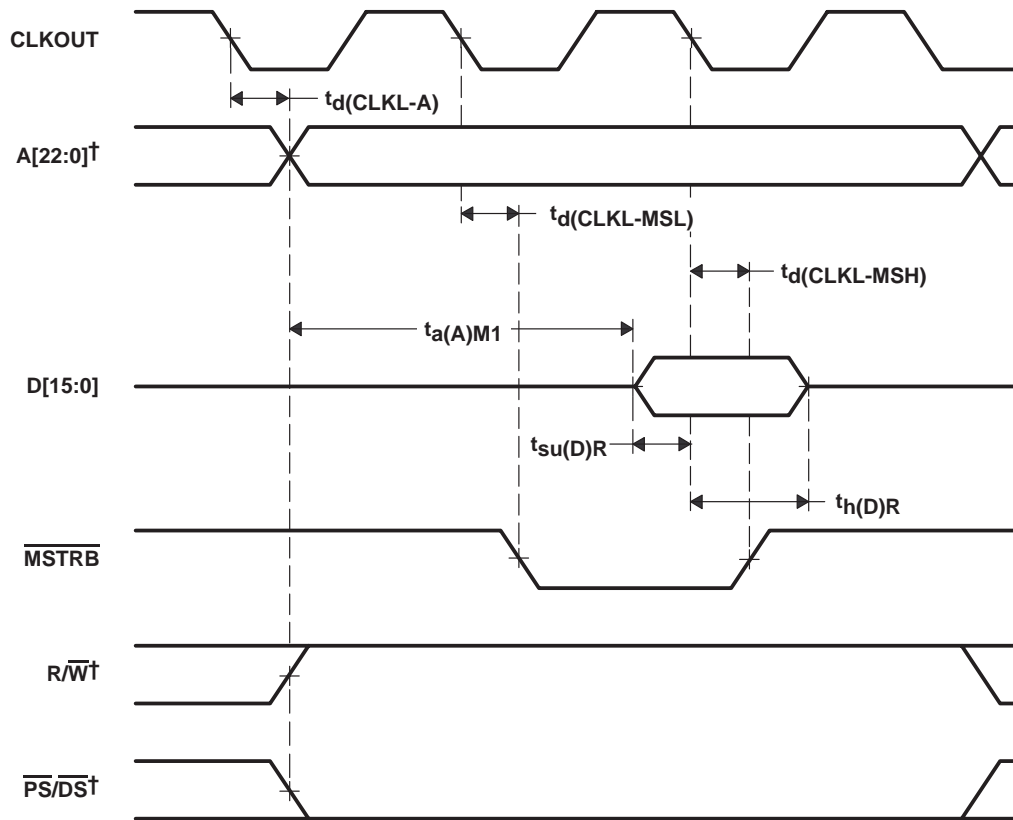 CLKOUT
td(CLKL-A)
A[22:0]†
td(CLKL-MSL)
td(CLKL-MSH)
ta(A)M1
D[15:0]
tsu(D)R
th(D)R
MSTRB
R/W†
PS/DS†